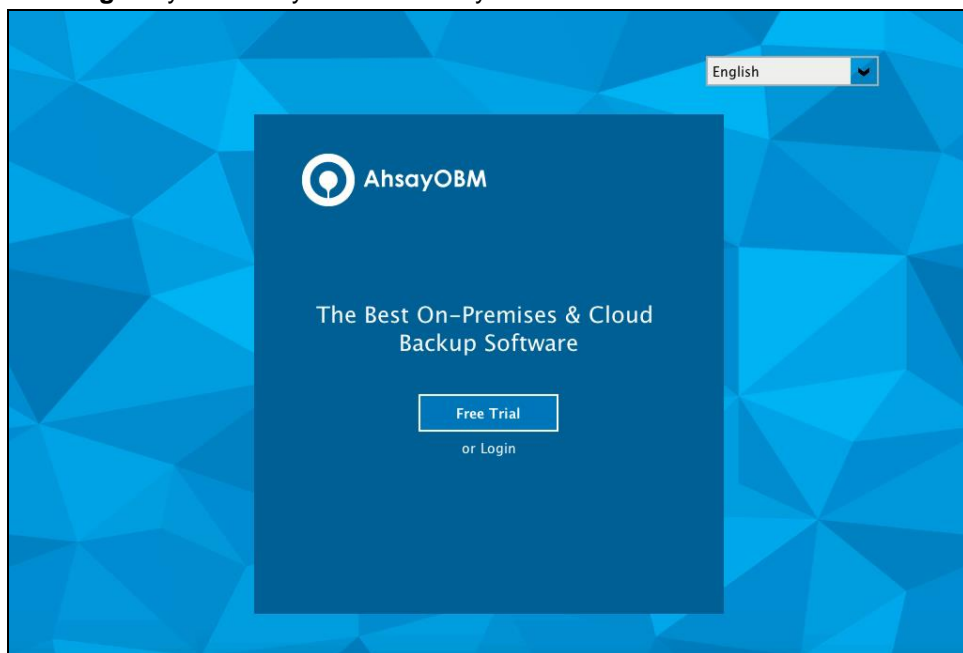 English
AhsayOBM
The Best On-Premises & Cloud
Backup Software
Free Trial
or Login